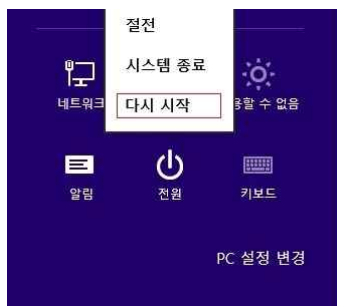 절전
시스템 종료
다시 시작
네트워크
용할 수 없음
알림
전원
키보드
PC 설정 변경